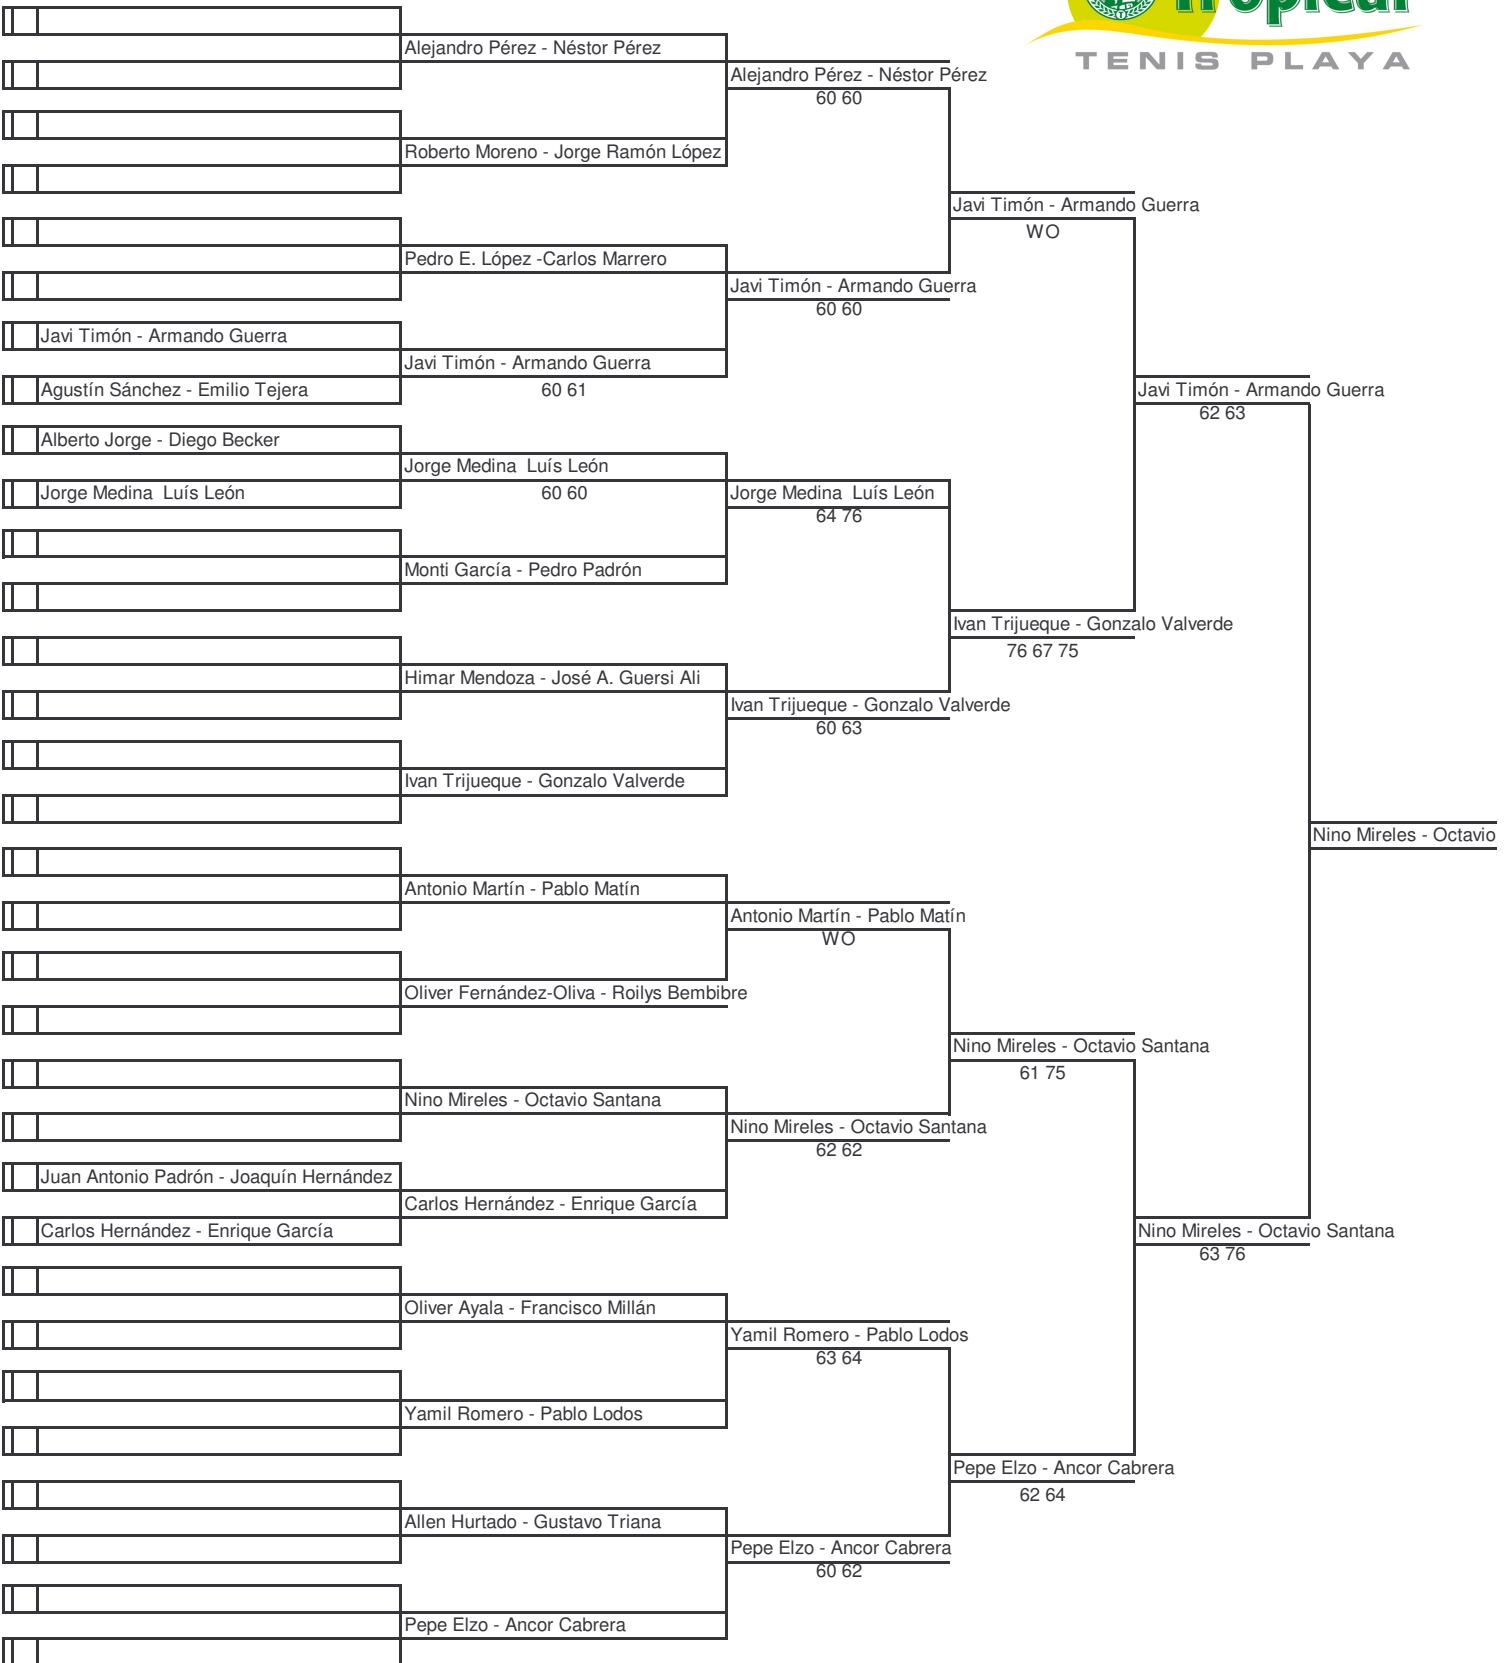 Tropical
TENIS PLAYA
Alejandro Pérez - Néstor Pérez
Alejandro Pérez - Néstor Pérez
60 60
Roberto Moreno - Jorge Ramón López
Javi Timón - Armando Guerra
WO
Pedro E. López -Carlos Marrero
Javi Timón - Armando Guerra
60 60
Javi Timón - Armando Guerra
Javi Timón - Armando Guerra
Agustín Sánchez - Emilio Tejera
60 61
Javi Timón - Armando Guerra
62 63
Alberto Jorge - Diego Becker
Jorge Medina  Luís León
Jorge Medina  Luís León
60 60
Jorge Medina  Luís León
64 76
Monti García - Pedro Padrón
Ivan Trijueque - Gonzalo Valverde
76 67 75
Himar Mendoza - José A. Guersi Ali
Ivan Trijueque - Gonzalo Valverde
60 63
Ivan Trijueque - Gonzalo Valverde
Nino Mireles - Octavio
Antonio Martín - Pablo Matín
Antonio Martín - Pablo Matín
WO
Oliver Fernández-Oliva - Roilys Bembibre
Nino Mireles - Octavio Santana
61 75
Nino Mireles - Octavio Santana
Nino Mireles - Octavio Santana
62 62
Juan Antonio Padrón - Joaquín Hernández
Carlos Hernández - Enrique García
Carlos Hernández - Enrique García
Nino Mireles - Octavio Santana
63 76
Oliver Ayala - Francisco Millán
Yamil Romero - Pablo Lodos
63 64
Yamil Romero - Pablo Lodos
Pepe Elzo - Ancor Cabrera
62 64
Allen Hurtado - Gustavo Triana
Pepe Elzo - Ancor Cabrera
60 62
Pepe Elzo - Ancor Cabrera